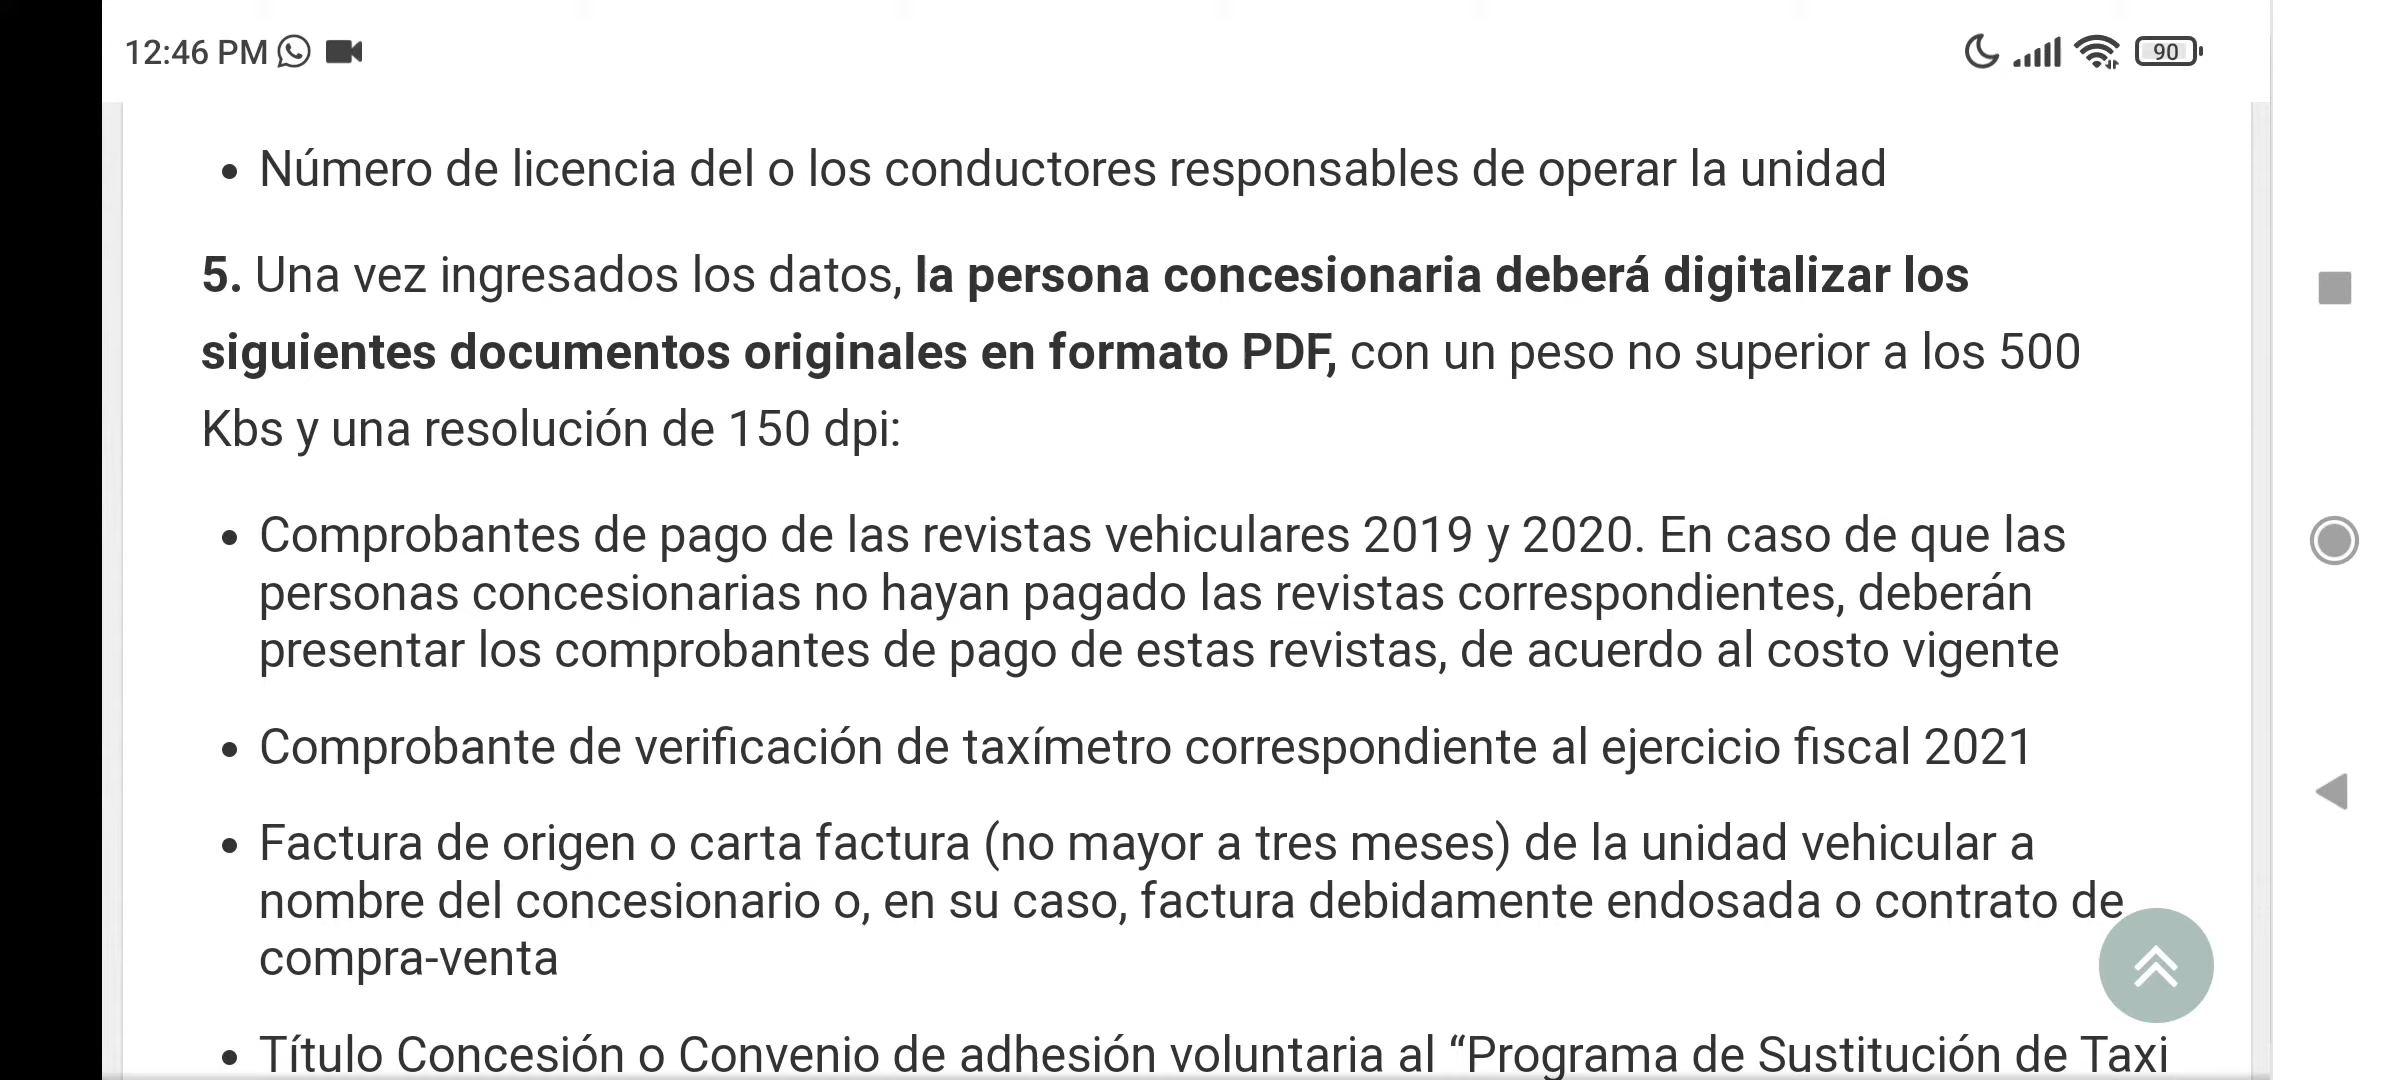 12:46 PM
90
• Número de licencia del o los conductores responsables de operar la unidad
5. Una vez ingresados los datos, la persona concesionaria deberá digitalizar los
siguientes documentos originales en formato PDF, con un peso no superior a los 500
Kbs y una resolución de 150 dpi:
• Comprobantes de pago de las revistas vehiculares 2019 y 2020. En caso de que las
personas concesionarias no hayan pagado las revistas correspondientes, deberán
presentar los comprobantes de pago de estas revistas, de acuerdo al costo vigente
• Comprobante de verificación de taxímetro correspondiente al ejercicio fiscal 2021
• Factura de origen o carta factura (no mayor a tres meses) de la unidad vehicular a
nombre del concesionario o, en su caso, factura debidamente endosada o contrato de
compra-venta
• Título Concesión o Convenio de adhesión voluntaria al “Programa de Sustitución de Taxi